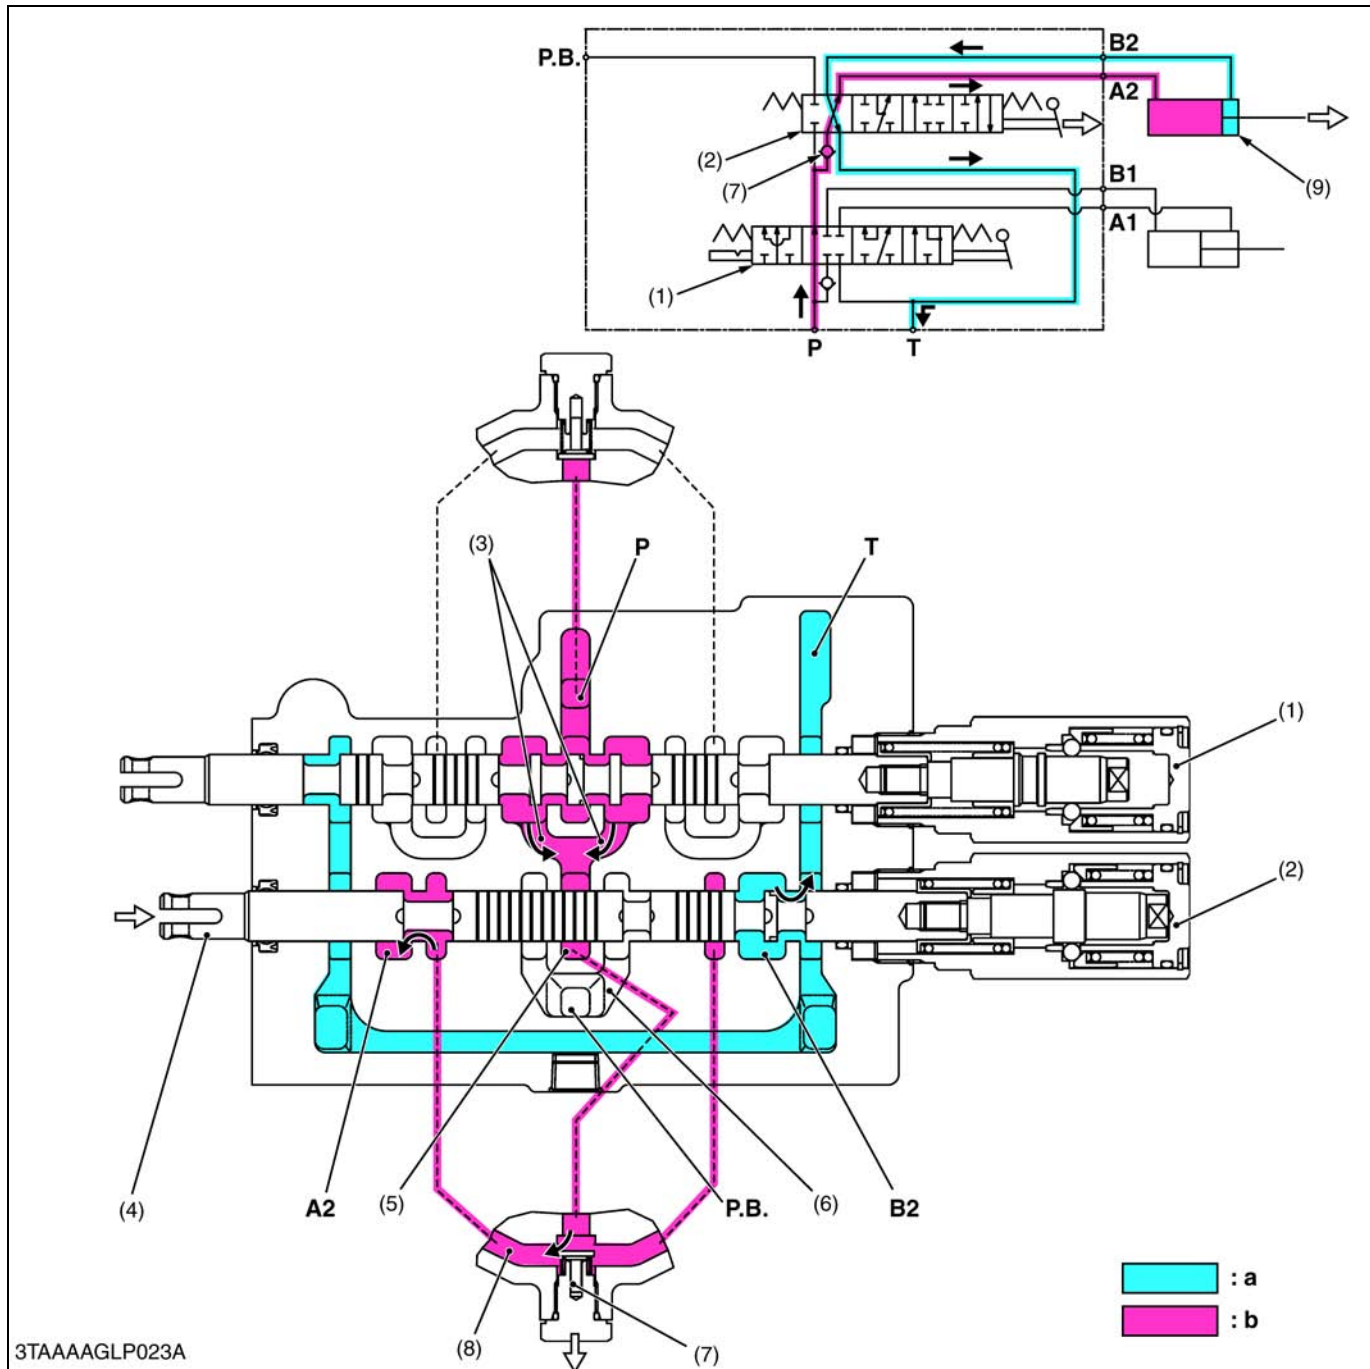 P.B.
B2
A2
(2)
(7)
(9)
B1
A1
(1)
P
T
(3)
P
T
(1)
(2)
(4)
A2
(5)
P.B.
(6)
B2
: a
: b
(8)
(7)
3TAAAAGLP023A